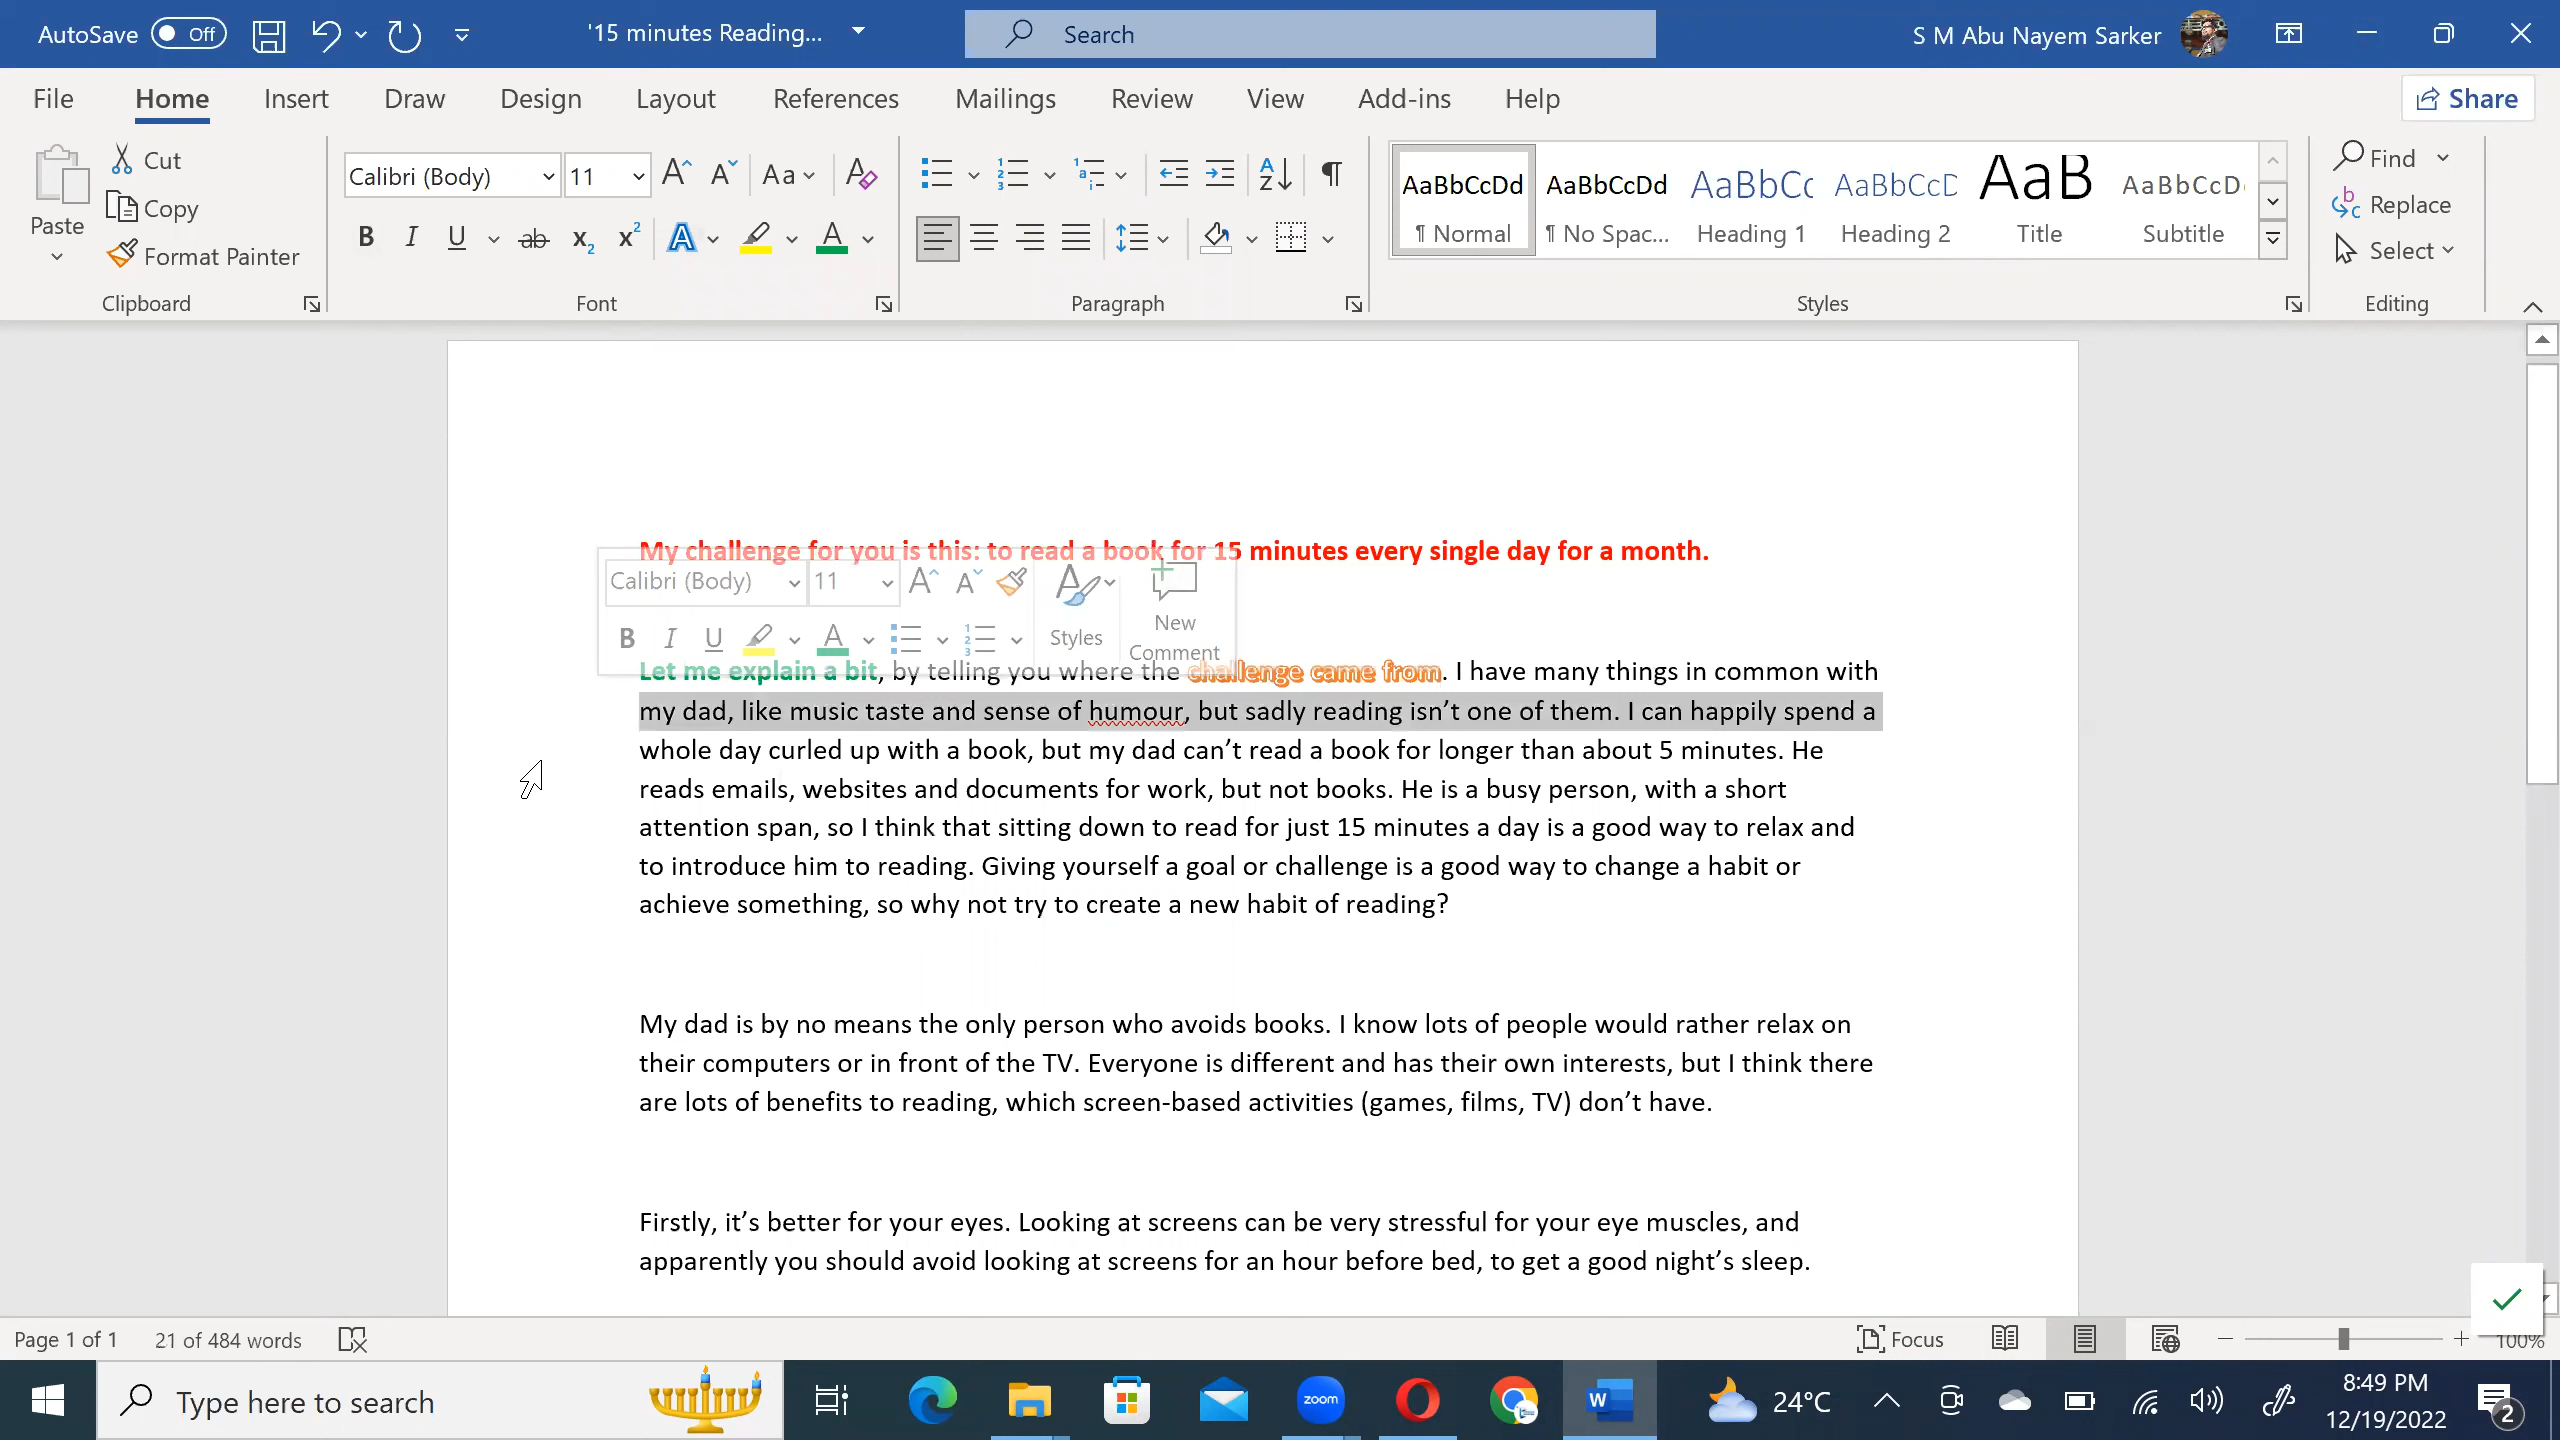 AutoSave Off '15 minutes Reading... Search S M Abu Nayem Sarker
File Home Insert Draw Design Layout References Mailings Review View Add-ins Help Share
Paste Cut Copy Format Painter
Clipboard
Calibri (Body) 11
Font
Paragraph
AaBbCcDd AaBbCcDd AaBbCc AaBbCcD AaB AaBbCcD
¶ Normal ¶ No Spac... Heading 1 Heading 2 Title Subtitle
Styles
Find
Replace
Select
Editing
My challenge for you is this: to read a book for 15 minutes every single day for a month.
Calibri (Body) 11
Styles
New Comment
Let me explain a bit, by telling you where the challenge came from. I have many things in common with
my dad, like music taste and sense of humour, but sadly reading isn’t one of them. I can happily spend a
whole day curled up with a book, but my dad can’t read a book for longer than about 5 minutes. He
reads emails, websites and documents for work, but not books. He is a busy person, with a short
attention span, so I think that sitting down to read for just 15 minutes a day is a good way to relax and
to introduce him to reading. Giving yourself a goal or challenge is a good way to change a habit or
achieve something, so why not try to create a new habit of reading?
My dad is by no means the only person who avoids books. I know lots of people would rather relax on
their computers or in front of the TV. Everyone is different and has their own interests, but I think there
are lots of benefits to reading, which screen-based activities (games, films, TV) don’t have.
Firstly, it’s better for your eyes. Looking at screens can be very stressful for your eye muscles, and
apparently you should avoid looking at screens for an hour before bed, to get a good night’s sleep.
Page 1 of 1 21 of 484 words Focus 100%
Type here to search zoom 24°C 8:49 PM
12/19/2022 2